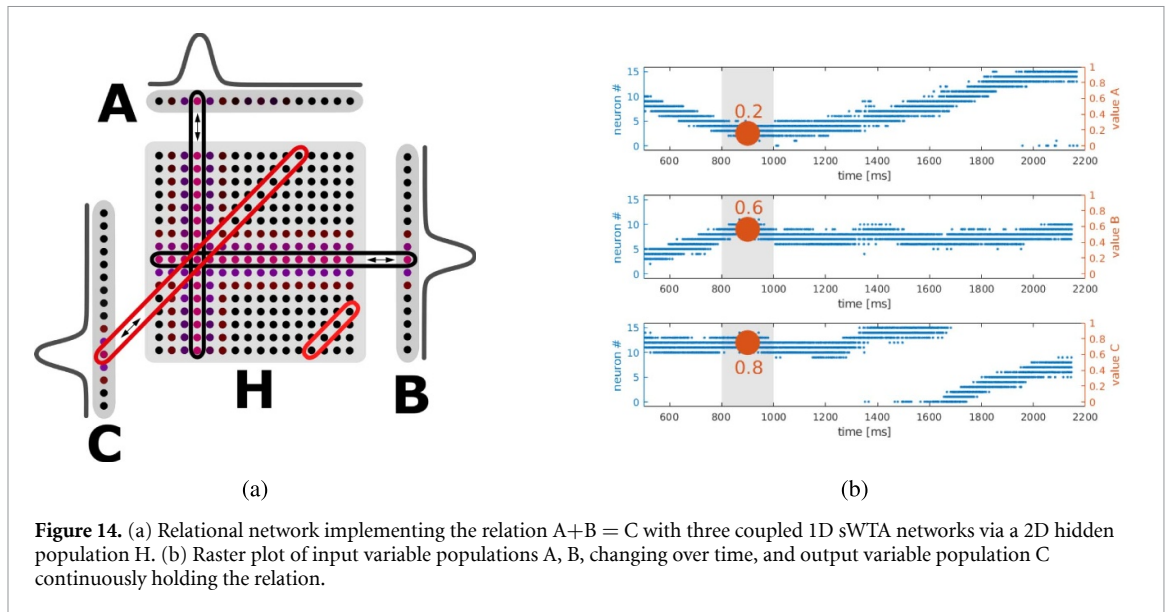 A
B
C
H
(a)
neuron #
15
10
5
0
0.2
1
0.8
0.6
0.4
0.2
0
value A
600 800 1000 1200 1400 1600 1800 2000 2200
time [ms]
neuron #
15
10
5
0
0.6
1
0.8
0.6
0.4
0.2
0
value B
600 800 1000 1200 1400 1600 1800 2000 2200
time [ms]
neuron #
15
10
5
0
0.8
1
0.8
0.6
0.4
0.2
0
value C
600 800 1000 1200 1400 1600 1800 2000 2200
time [ms]
(b)
Figure 14. (a) Relational network implementing the relation A+B = C with three coupled 1D sWTA networks via a 2D hidden
population H. (b) Raster plot of input variable populations A, B, changing over time, and output variable population C
continuously holding the relation.